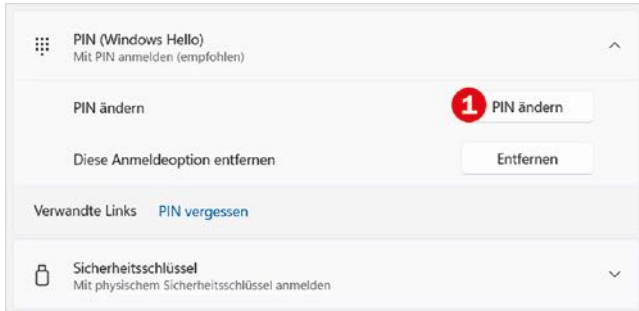 PIN (Windows Hello)
Mit PIN anmelden (empfohlen)
PIN ändern
1 PIN ändern
Diese Anmeldeoption entfernen
Entfernen
Verwandte Links PIN vergessen
Sicherheitsschlüssel
Mit physischem Sicherheitsschlüssel anmelden